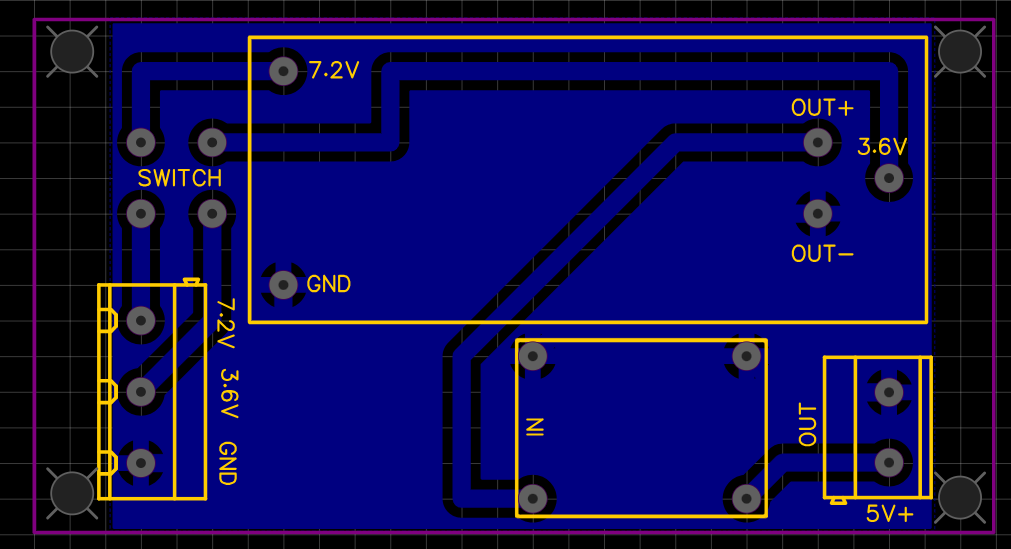 7.2V
OUT+
3.6V
SWITCH
OUT-
GND
7.2V
3.6V
GND
IN
OUT
5V+